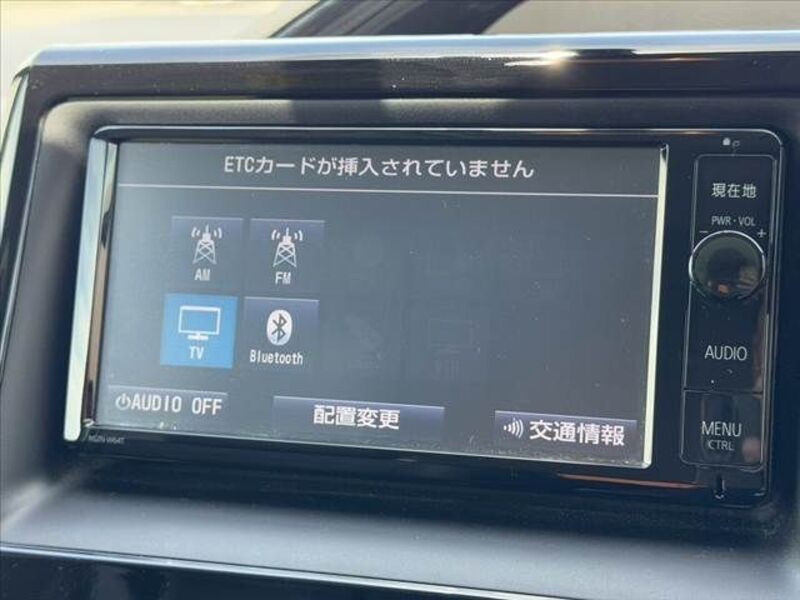 ETCカードが挿入されていません
現在地
PWR・VOL
− +
AM FM
TV Bluetooth
AUDIO
AUDIO OFF 配置変更 交通情報
MENU
CTRL
NSZN-W64T